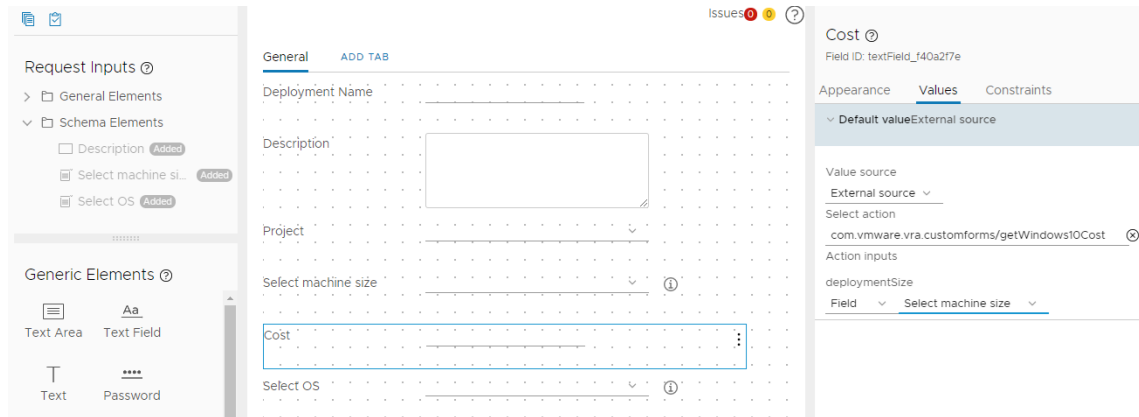 Issues 0 0
Request Inputs
General Elements
Schema Elements
Description Added
Select machine si... Added
Select OS Added
Generic Elements
Aa
Text Area
Text Field
T
Text
Password
General
ADD TAB
Deployment Name
Description
Project
Select machine size
Cost
Select OS
Cost
Field ID: textField_f40a2f7e
Appearance Values Constraints
Default valueExternal source
Value source
External source
Select action
com.vmware.vra.customforms/getWindows10Cost
Action inputs
deploymentSize
Field Select machine size